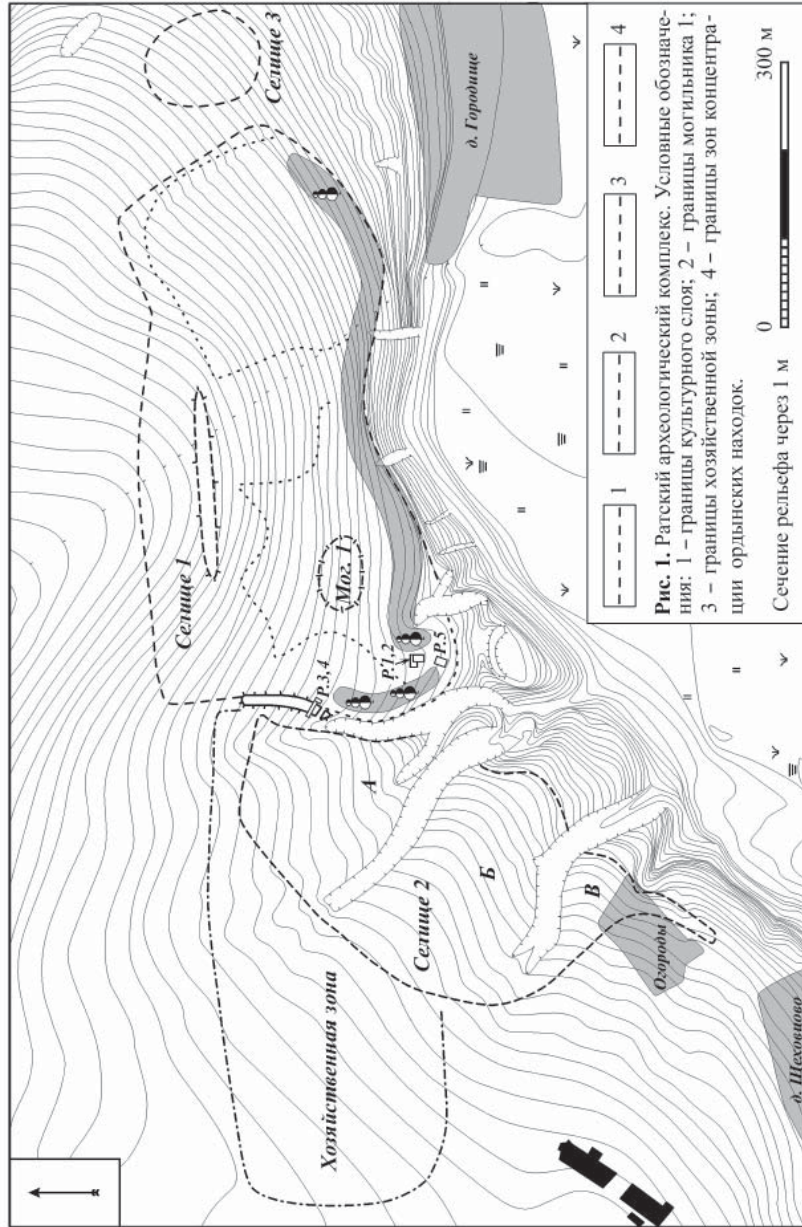 Хозяйственная зона
Селище 1
Селище 3
Мог. 1
Р.3,4
Р.1,2
Р.5
А
Селище 2
Б
В
Огороды
д. Городище
д. Шеховцово
1
2
3
4
Рис. 1. Ратский археологический комплекс. Условные обозначе-
ния: 1 – границы культурного слоя; 2 – границы могильника 1;
3 – границы хозяйственной зоны; 4 – границы зон концентра-
ции ордынских находок.
Сечение рельефа через 1 м
0
300 м